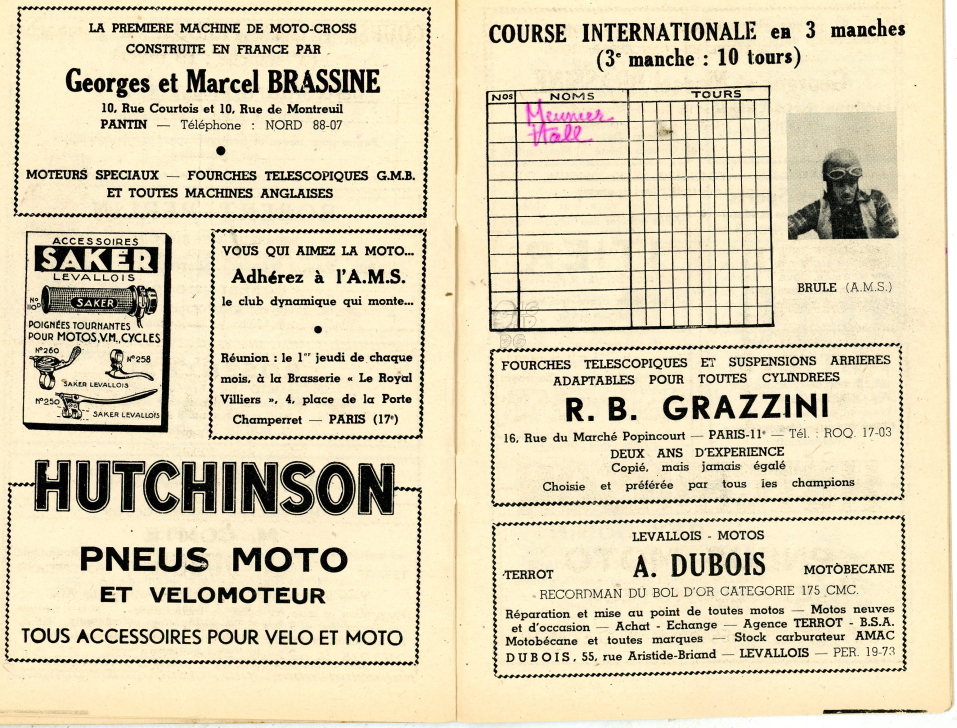 LA PREMIERE MACHINE DE MOTO-CROSS
CONSTRUITE EN FRANCE PAR
Georges et Marcel BRASSINE
10, Rue Courtois et 10, Rue de Montreuil
PANTIN — Téléphone : NORD 88-07
MOTEURS SPECIAUX — FOURCHES TELESCOPIQUES G.M.B.
ET TOUTES MACHINES ANGLAISES
ACCESSOIRES
SAKER
LEVALLOIS
No 110D
SAKER
POIGNÉES TOURNANTES
POUR MOTOS, V.M., CYCLES
No 260
No 258
SAKER LEVALLOIS
No 250
SAKER LEVALLOIS
VOUS QUI AIMEZ LA MOTO...
Adhérez à l'A.M.S.
le club dynamique qui monte...
Réunion : le 1er jeudi de chaque
mois, à la Brasserie « Le Royal
Villiers », 4, place de la Porte
Champerret — PARIS (17e)
HUTCHINSON
PNEUS MOTO
ET VELOMOTEUR
TOUS ACCESSOIRES POUR VELO ET MOTO
COURSE INTERNATIONALE en 3 manches
(3e manche : 10 tours)
Nos NOMS TOURS
Meunier
Hall
BRULE (A.M.S.)
FOURCHES TELESCOPIQUES ET SUSPENSIONS ARRIERES
ADAPTABLES POUR TOUTES CYLINDREES
R. B. GRAZZINI
16, Rue du Marché Popincourt — PARIS-11e — Tél. : ROQ. 17-03
DEUX ANS D'EXPERIENCE
Copié, mais jamais égalé
Choisie et préférée par tous les champions
LEVALLOIS - MOTOS
TERROT A. DUBOIS MOTOBECANE
RECORDMAN DU BOL D'OR CATEGORIE 175 CMC.
Réparation et mise au point de toutes motos — Motos neuves
et d'occasion — Achat - Echange — Agence TERROT - B.S.A.
Motobécane et toutes marques — Stock carburateur AMAC
DUBOIS, 55, rue Aristide-Briand — LEVALLOIS — PER. 19-73